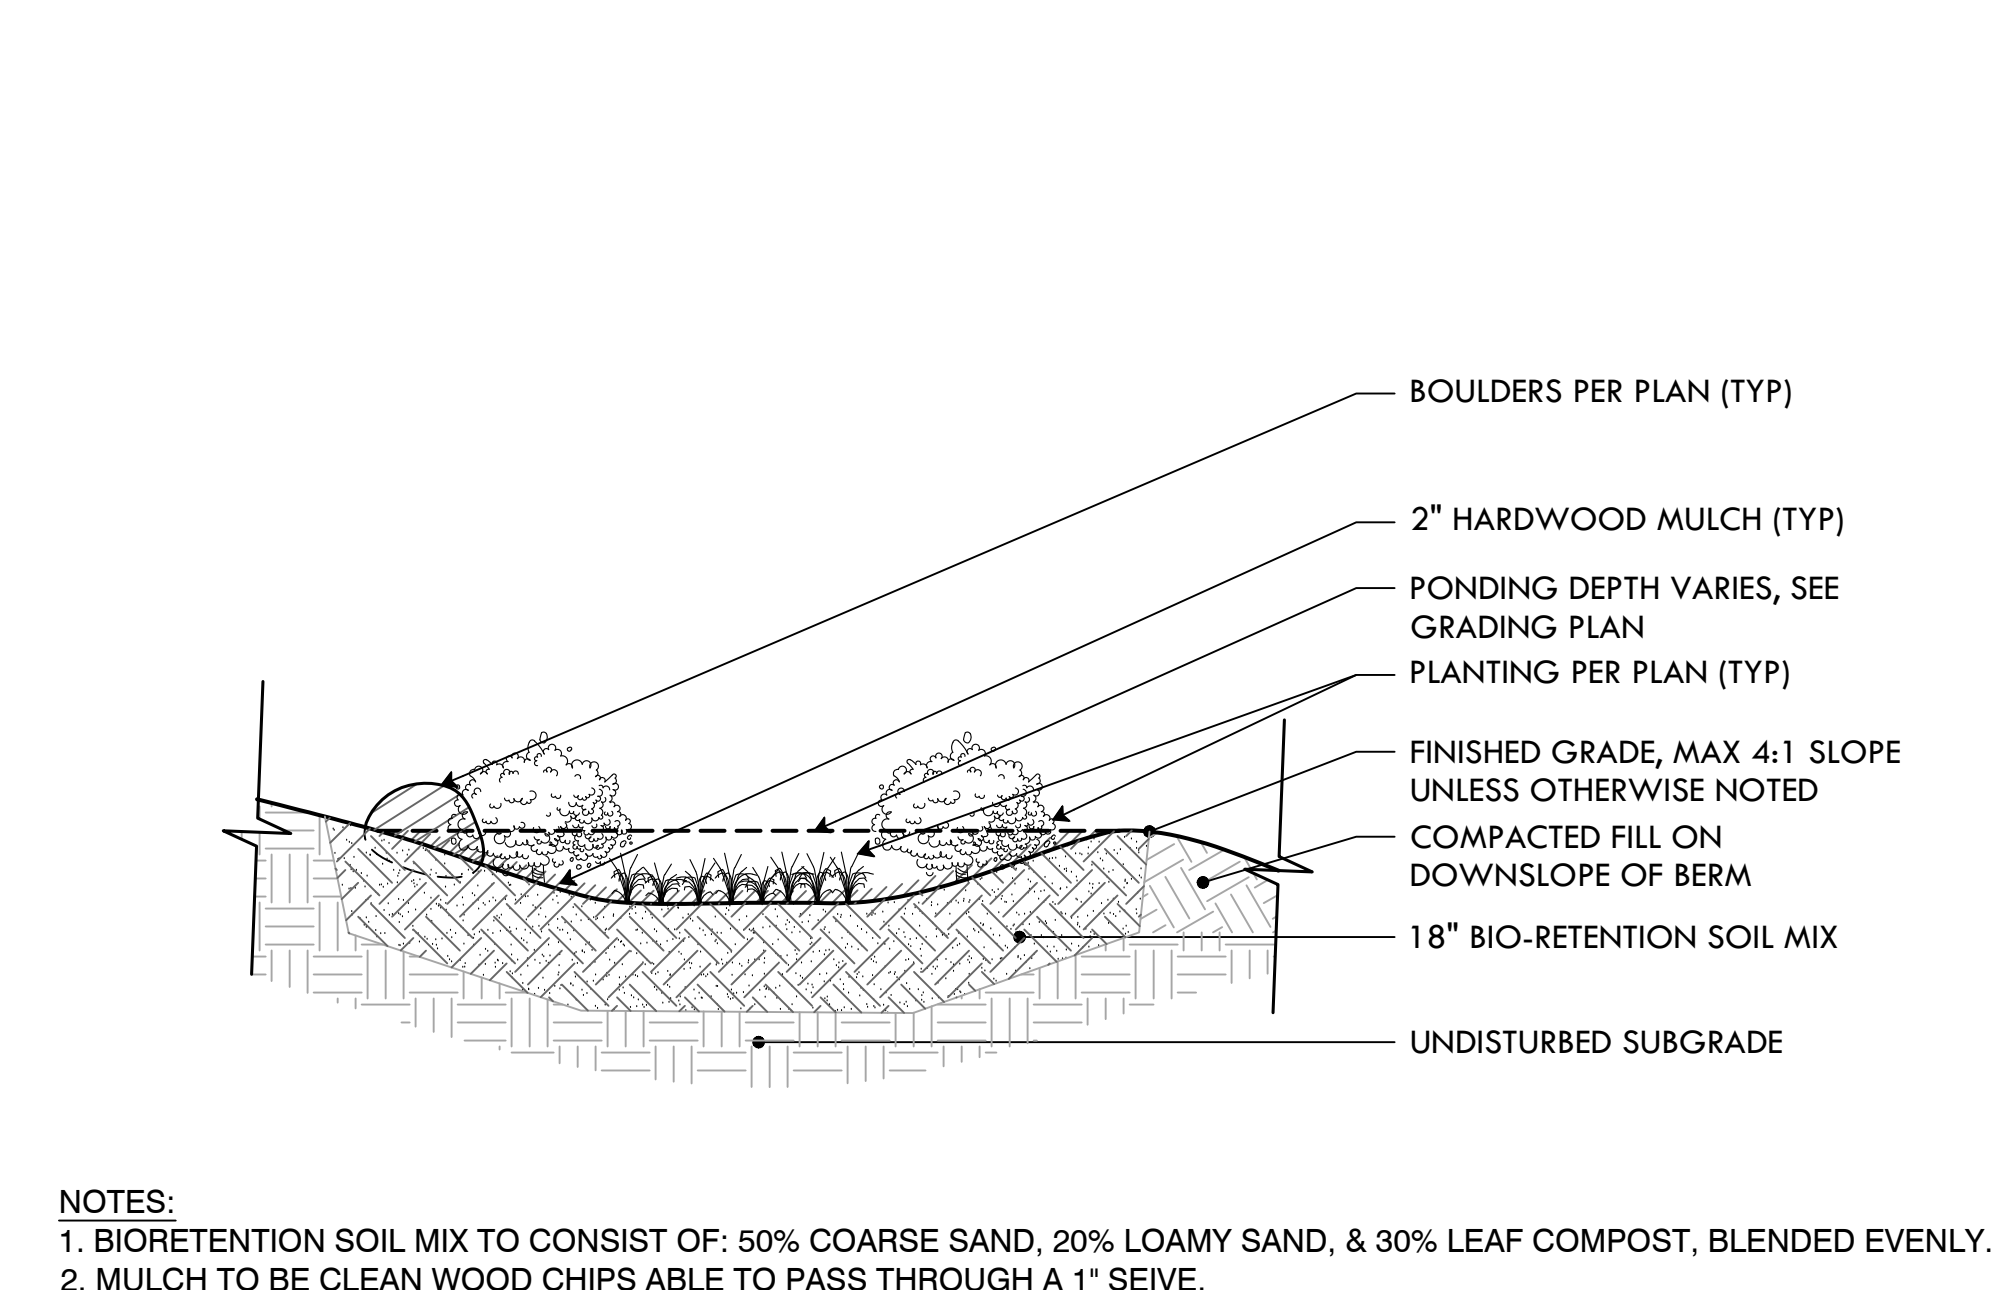 BOULDERS PER PLAN (TYP)
2" HARDWOOD MULCH (TYP)
PONDING DEPTH VARIES, SEE
GRADING PLAN
PLANTING PER PLAN (TYP)
FINISHED GRADE, MAX 4:1 SLOPE
UNLESS OTHERWISE NOTED
COMPACTED FILL ON
DOWNSLOPE OF BERM
18" BIO-RETENTION SOIL MIX
UNDISTURBED SUBGRADE
NOTES:
1. BIORETENTION SOIL MIX TO CONSIST OF: 50% COARSE SAND, 20% LOAMY SAND, & 30% LEAF COMPOST, BLENDED EVENLY.
2. MULCH TO BE CLEAN WOOD CHIPS ABLE TO PASS THROUGH A 1" SEIVE.